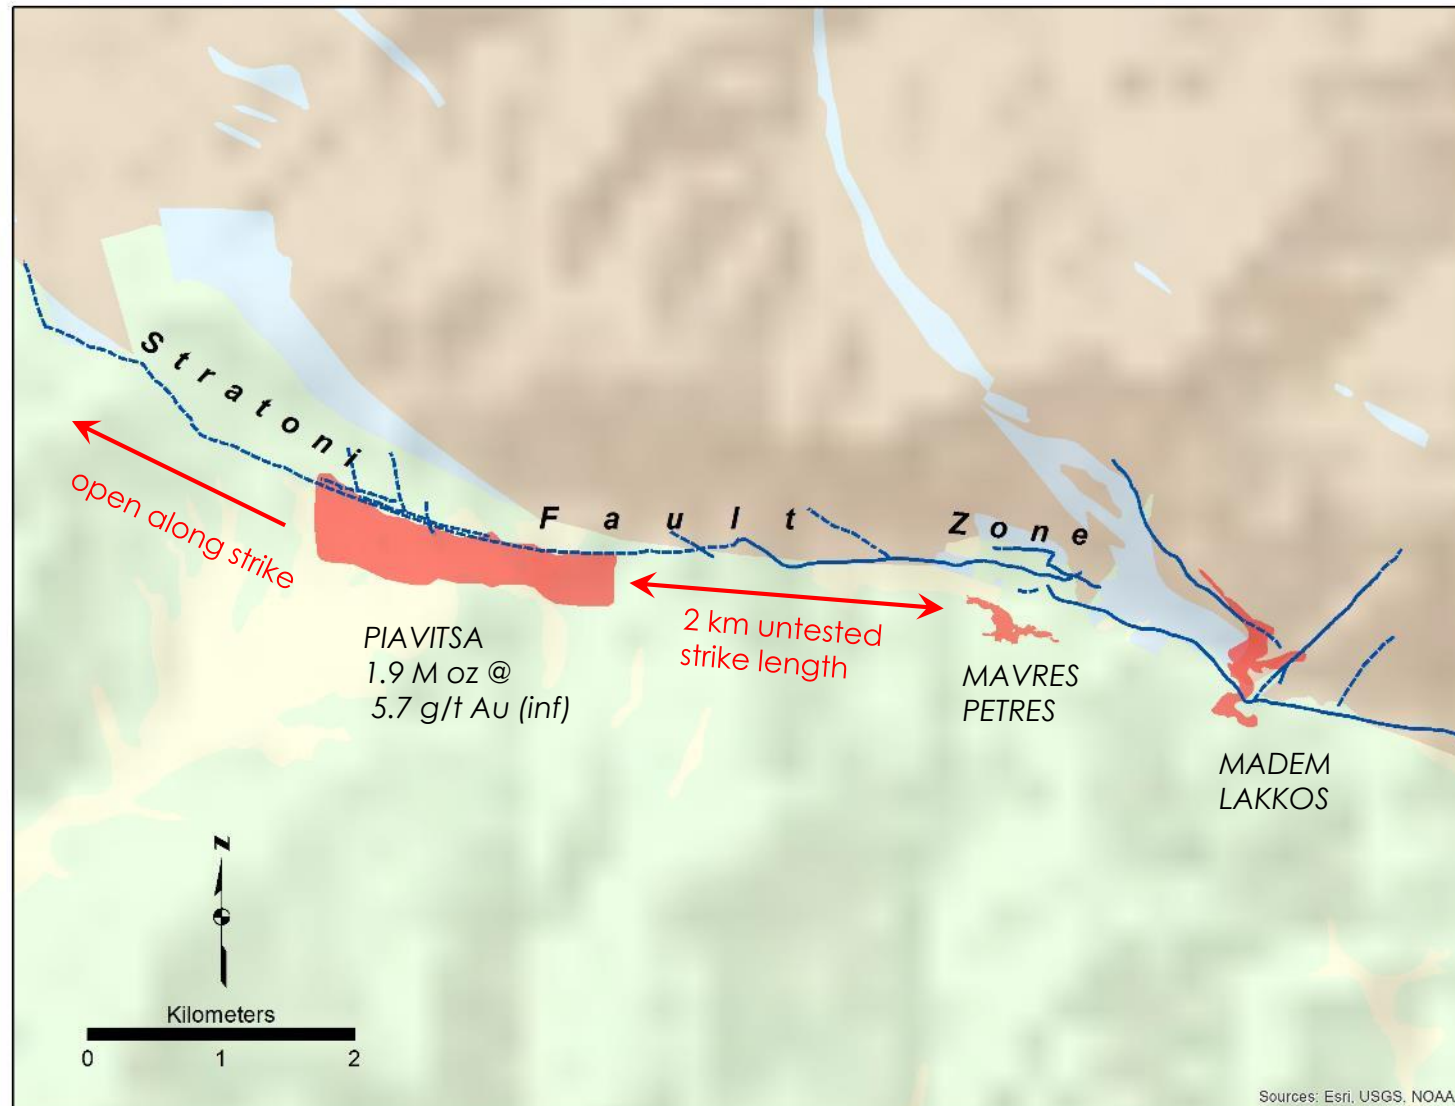 Stratoni Fault Zone
open along strike
2 km untested
strike length
PIAVITSA
1.9 M oz @
5.7 g/t Au (inf)
MAVRES
PETRES
MADEM
LAKKOS
N
Kilometers
0 1 2
Sources: Esri, USGS, NOAA